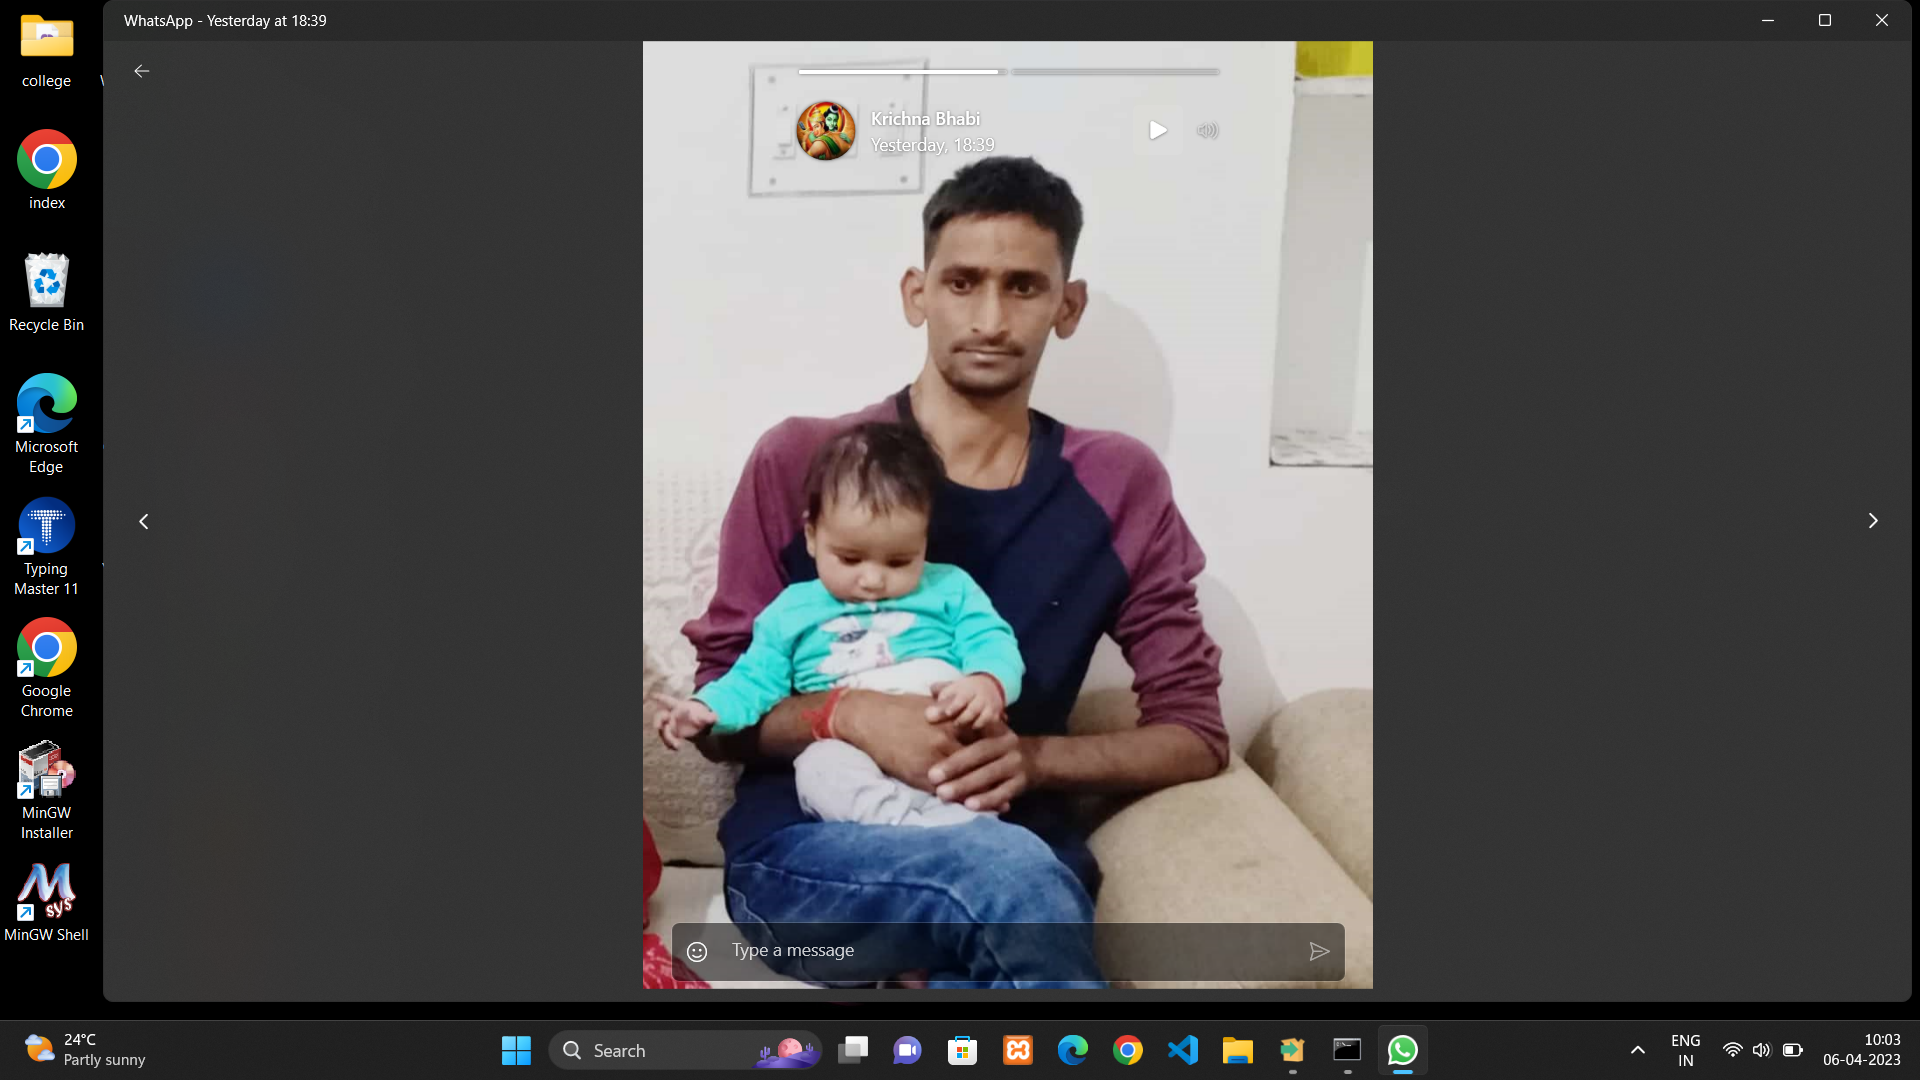 WhatsApp - Yesterday at 18:39
college
index
Recycle Bin
Microsoft
Edge
Typing
Master 11
Google
Chrome
MinGW
Installer
sys
MinGW Shell
Krichna Bhabi
Yesterday, 18:39
Type a message
24°C
Partly sunny
Search
ENG
IN
10:03
06-04-2023